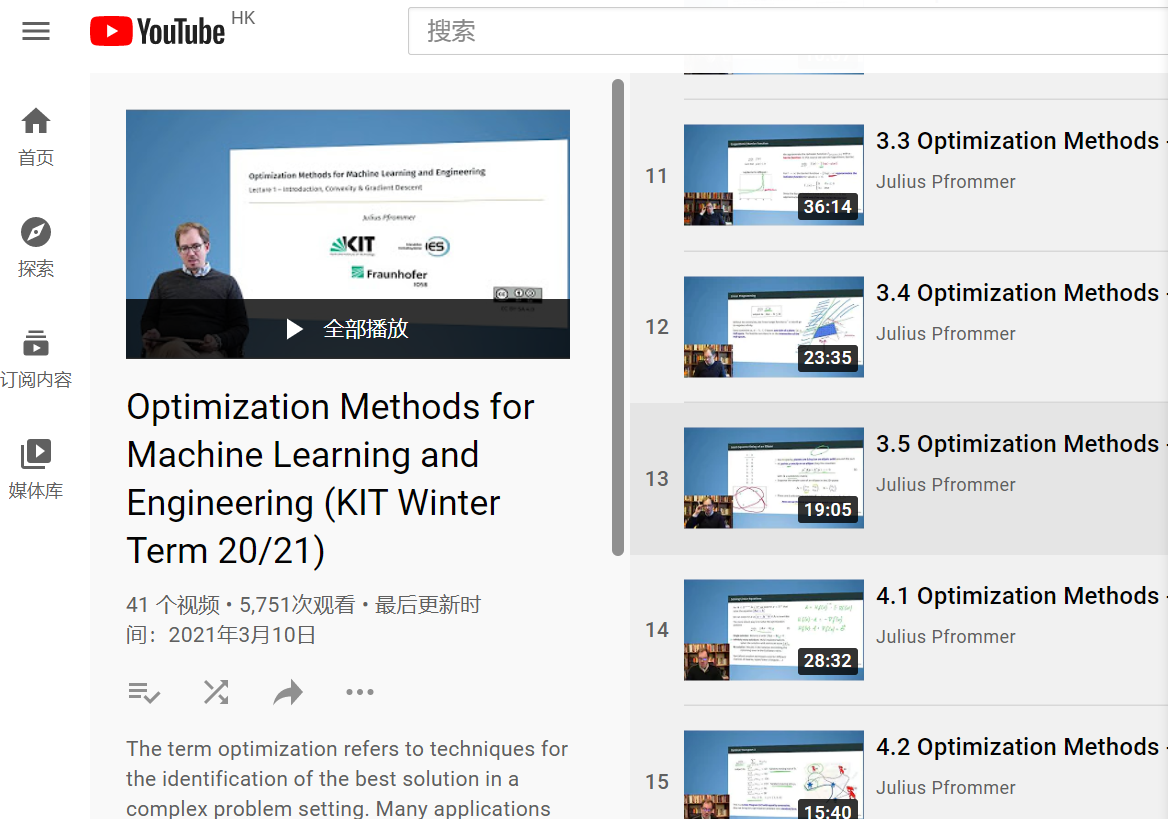 YouTube HK
搜索
首页
探索
订阅内容
媒体库
Optimization Methods for Machine Learning and Engineering
Lecture 1 – Introduction, Convexity & Gradient Descent
Julius Pfrommer
KIT
IES
Fraunhofer
IOSB
全部播放
Optimization Methods for
Machine Learning and
Engineering (KIT Winter
Term 20/21)
41 个视频 • 5,751次观看 • 最后更新时
间：2021年3月10日
The term optimization refers to techniques for
the identification of the best solution in a
complex problem setting. Many applications
11
36:14
3.3 Optimization Methods -
Julius Pfrommer
12
23:35
3.4 Optimization Methods -
Julius Pfrommer
13
19:05
3.5 Optimization Methods -
Julius Pfrommer
14
28:32
4.1 Optimization Methods -
Julius Pfrommer
15
15:40
4.2 Optimization Methods -
Julius Pfrommer